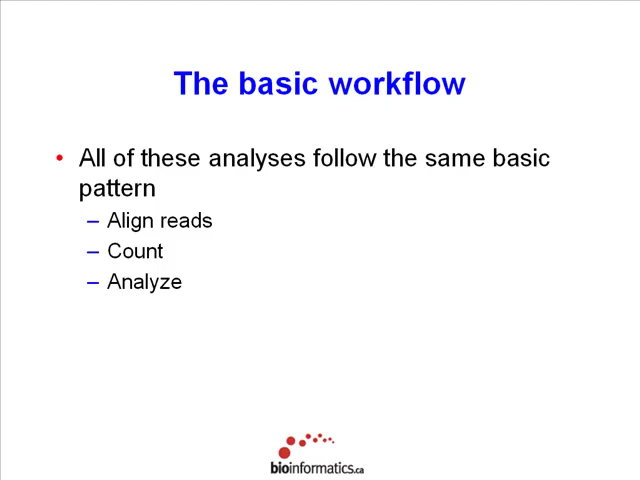 The basic workflow
• All of these analyses follow the same basic
pattern
– Align reads
– Count
– Analyze
bioinformatics.ca